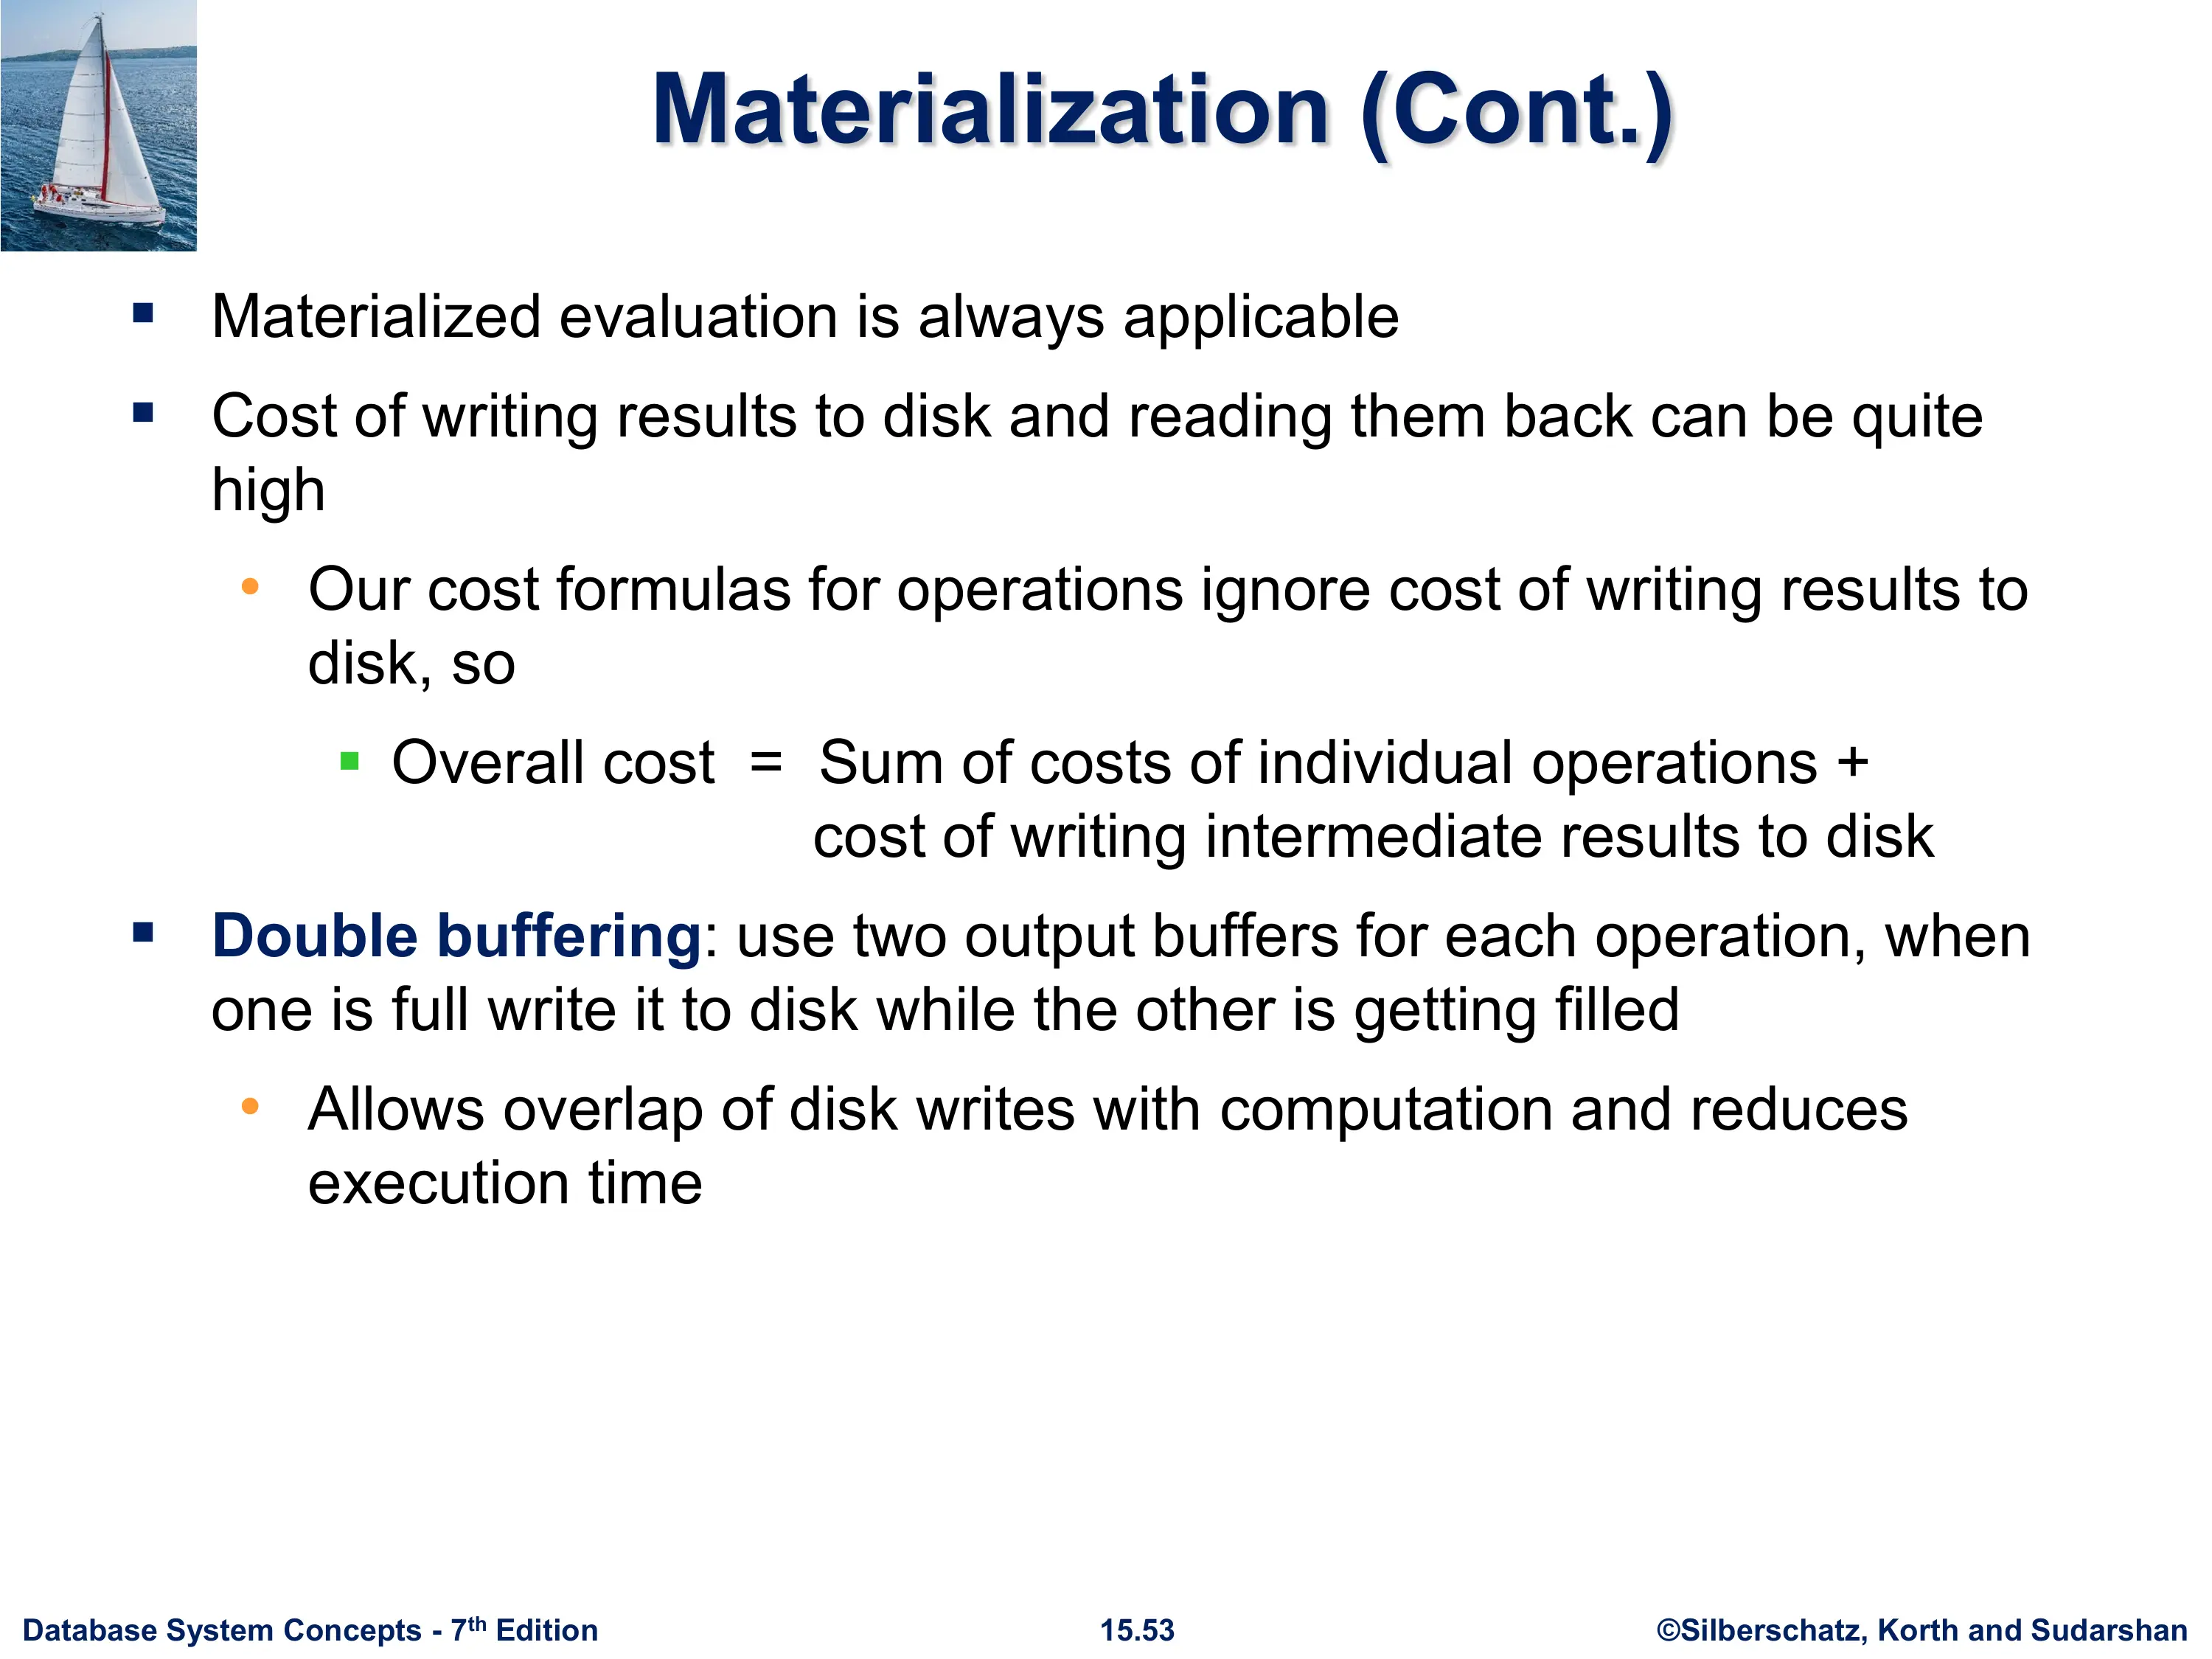 Materialization (Cont.)
▪ Materialized evaluation is always applicable
▪ Cost of writing results to disk and reading them back can be quite
high
• Our cost formulas for operations ignore cost of writing results to
disk, so
▪ Overall cost = Sum of costs of individual operations +
cost of writing intermediate results to disk
▪ Double buffering: use two output buffers for each operation, when
one is full write it to disk while the other is getting filled
• Allows overlap of disk writes with computation and reduces
execution time
Database System Concepts - 7th Edition 15.53 ©Silberschatz, Korth and Sudarshan